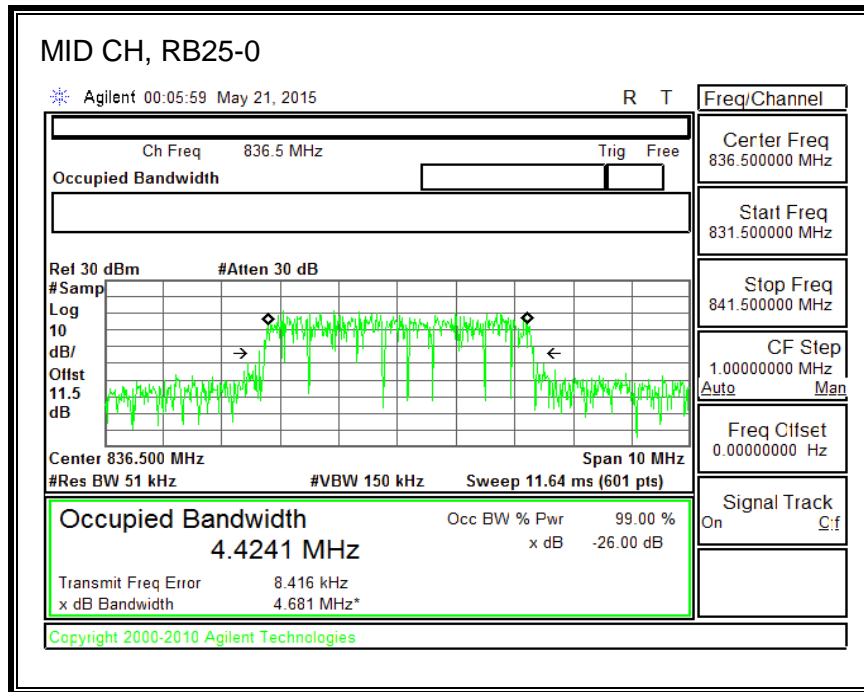 MID CH, RB25-0
Agilent 00:05:59 May 21, 2015 R T
Freq/Channel
Ch Freq 836.5 MHz Trig Free
Occupied Bandwidth
Center Freq
836.500000 MHz
Start Freq
831.500000 MHz
Stop Freq
841.500000 MHz
CF Step
1.00000000 MHz
Auto Man
Freq Offset
0.00000000 Hz
Signal Track
On Off
Ref 30 dBm #Atten 30 dB
#Samp
Log
10
dB/
Offst
11.5
dB
Center 836.500 MHz Span 10 MHz
#Res BW 51 kHz #VBW 150 kHz Sweep 11.64 ms (601 pts)
Occupied Bandwidth
4.4241 MHz
Occ BW % Pwr 99.00 %
x dB -26.00 dB
Transmit Freq Error 8.416 kHz
x dB Bandwidth 4.681 MHz*
Copyright 2000-2010 Agilent Technologies